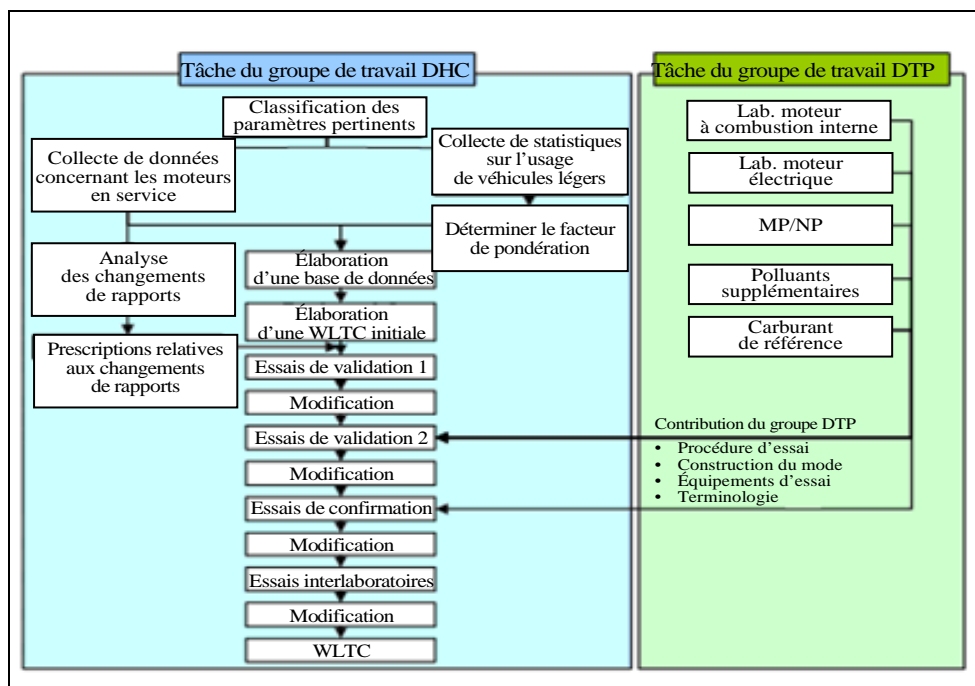 Tâche du groupe de travail DHC
Classification des
paramètres pertinents
Collecte de données
concernant les moteurs
en service
Collecte de statistiques
sur l'usage
de véhicules légers
Analyse
des changements
de rapports
Déterminer le facteur
de pondération
Élaboration
d'une base de données
Élaboration
d'une WLTC initiale
Prescriptions relatives
aux changements
de rapports
Essais de validation 1
Modification
Essais de validation 2
Modification
Essais de confirmation
Modification
Essais interlaboratoires
Modification
WLTC
Tâche du groupe de travail DTP
Lab. moteur
à combustion interne
Lab. moteur
électrique
MP/NP
Polluants
supplémentaires
Carburant
de référence
Contribution du groupe DTP
• Procédure d'essai
• Construction du mode
• Équipements d'essai
• Terminologie